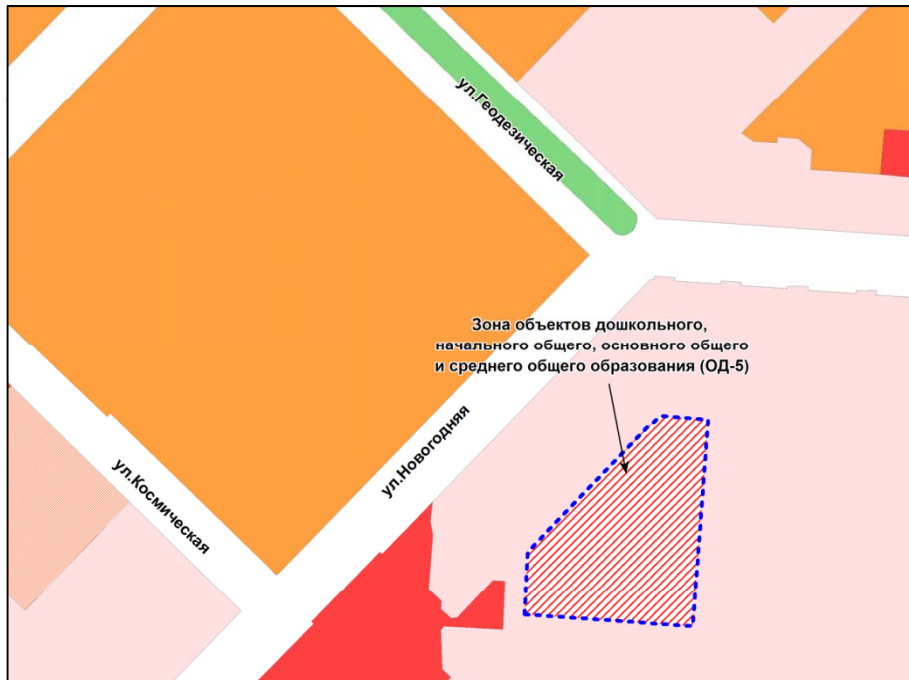 ул.Геодезическая
Зона объектов дошкольного,
начального общего, основного общего
и среднего общего образования (ОД-5)
ул.Новогодняя
ул.Космическая